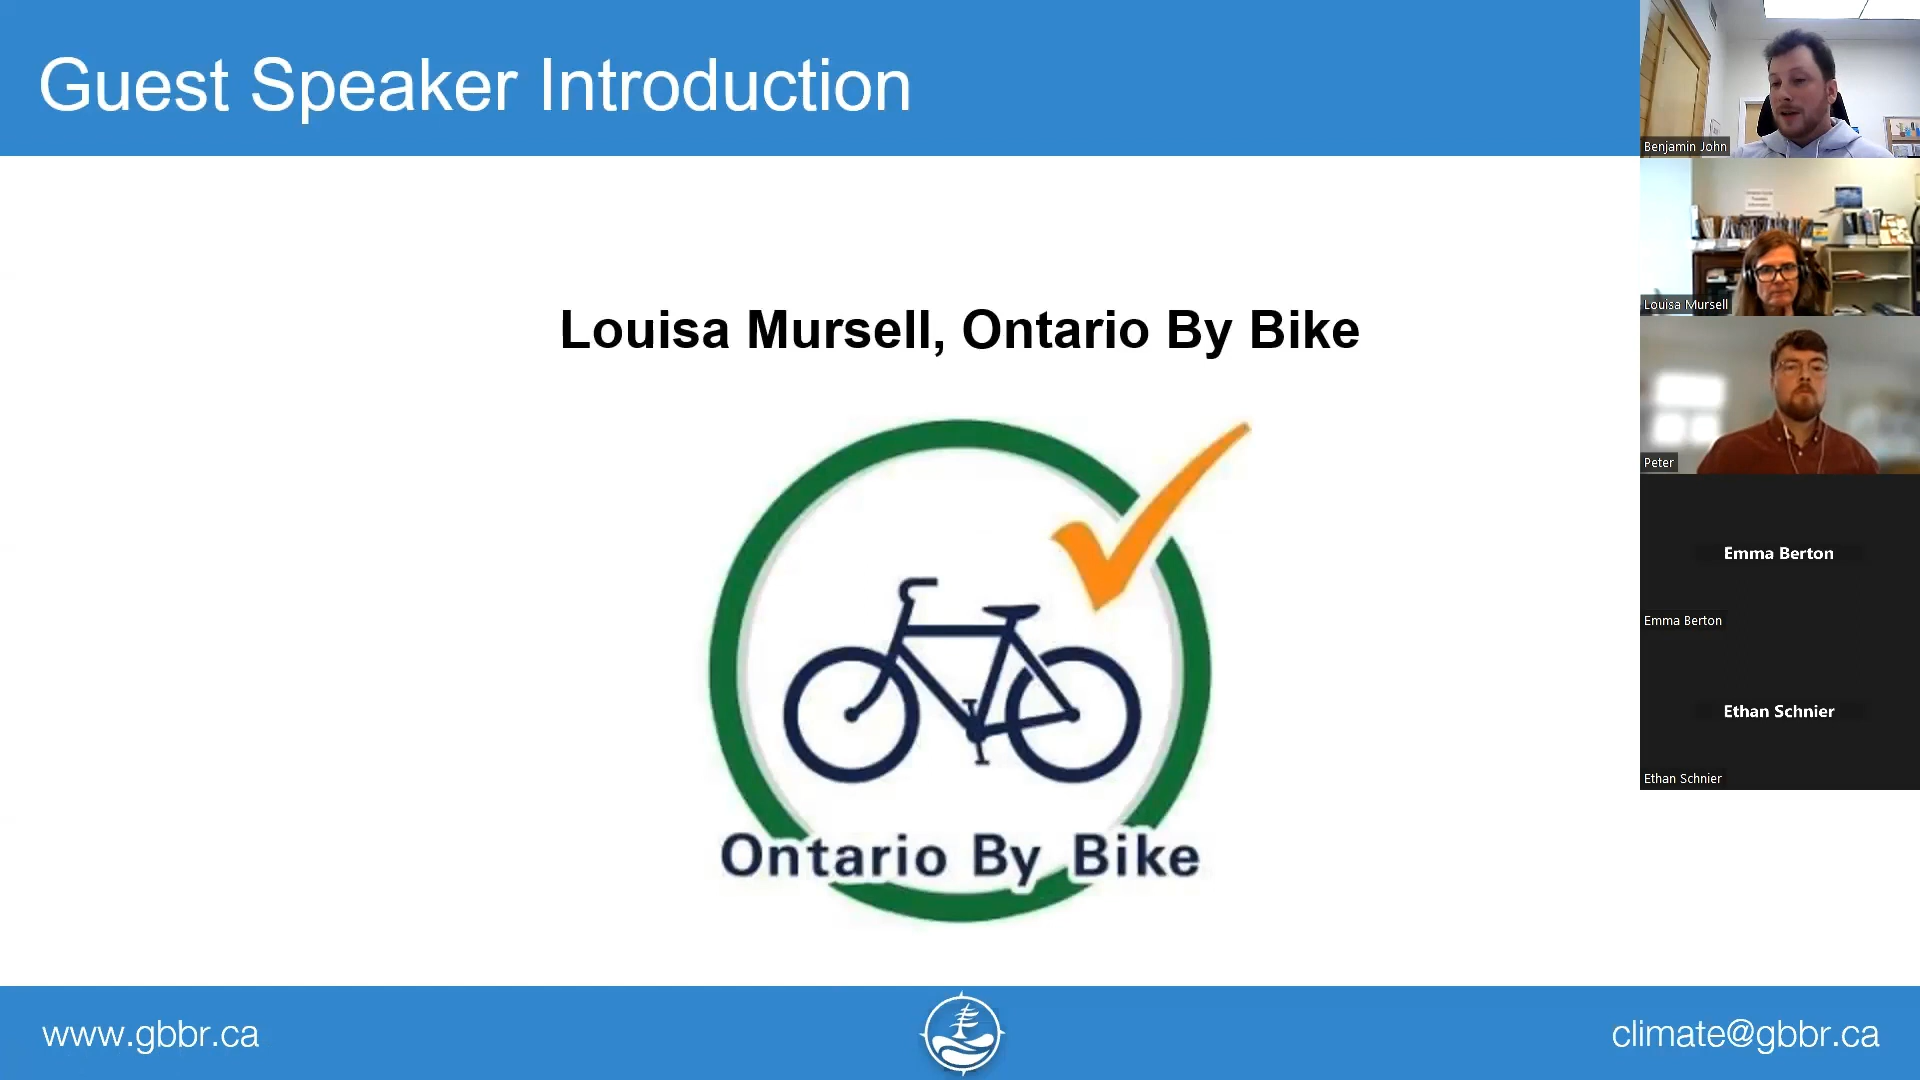 Guest Speaker Introduction
Louisa Mursell, Ontario By Bike
Ontario By Bike
www.gbbr.ca
climate@gbbr.ca
Benjamin John
Louisa Mursell
Peter
Emma Berton
Emma Berton
Ethan Schnier
Ethan Schnier